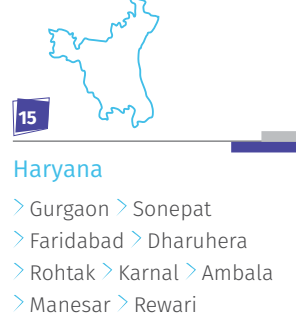 15
Haryana
> Gurgaon > Sonepat
> Faridabad > Dharuhera
> Rohtak > Karnal > Ambala
> Manesar > Rewari